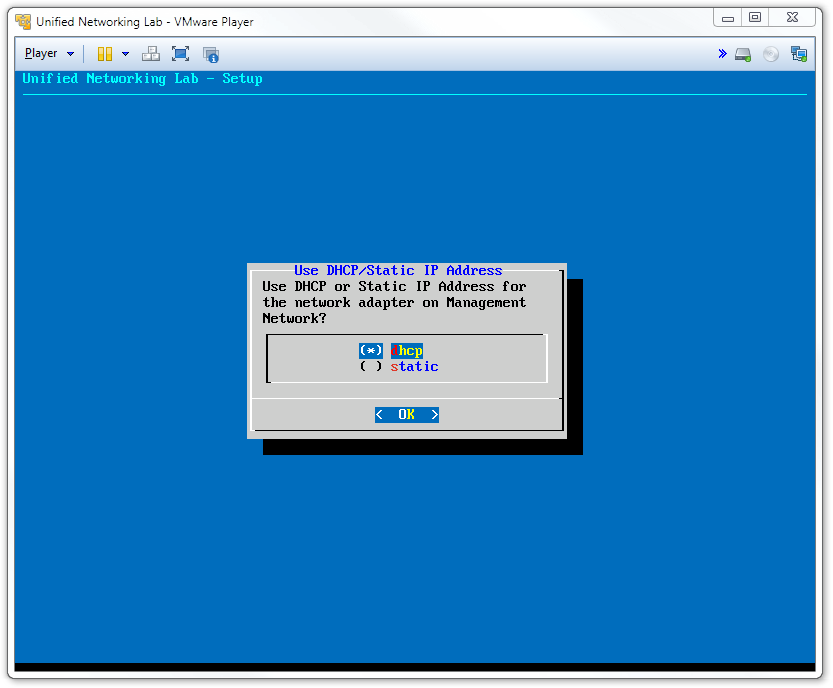 Unified Networking Lab - VMware Player
Player
Unified Networking Lab - Setup
Use DHCP/Static IP Address
Use DHCP or Static IP Address for
the network adapter on Management
Network?
(*) dhcp
( ) static
< OK >